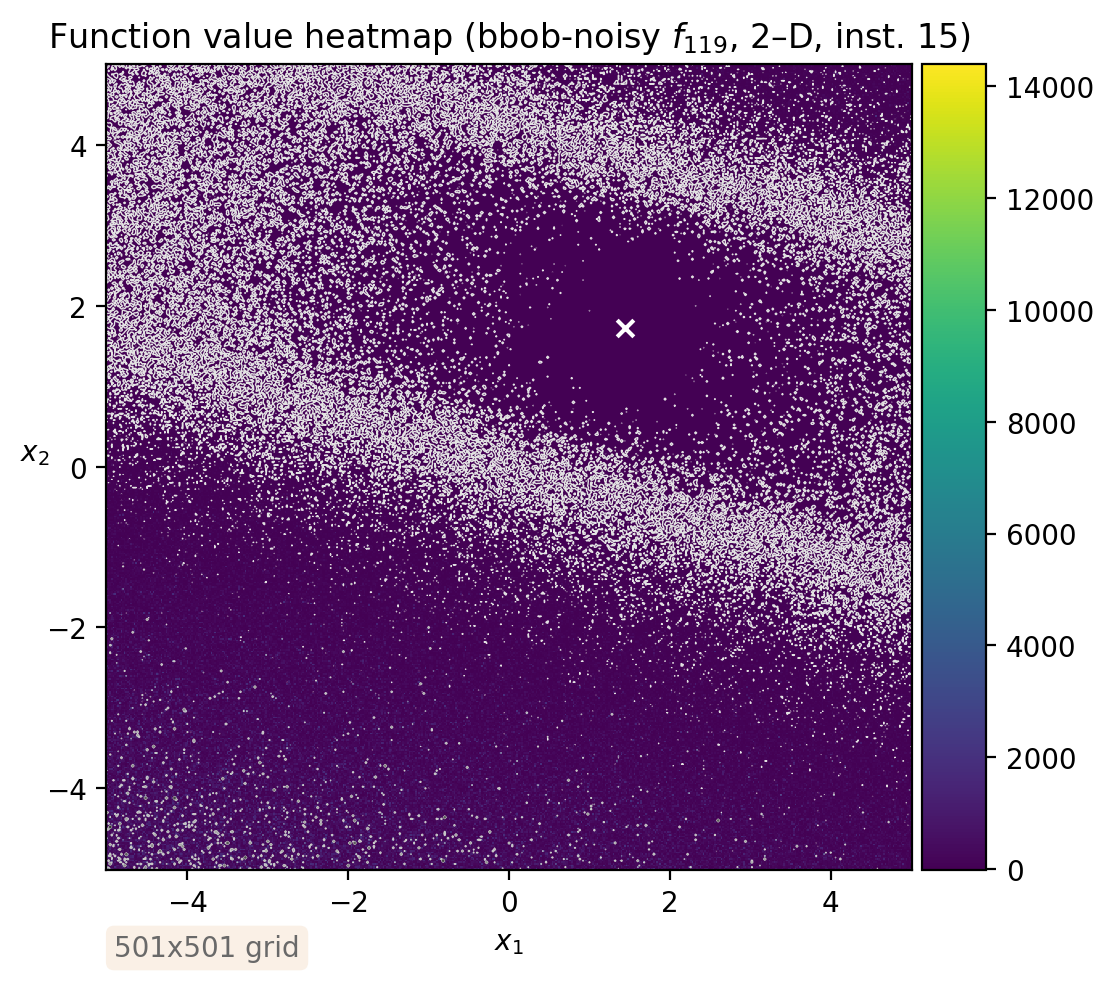 Function value heatmap (bbob-noisy f₁₁₉, 2–D, inst. 15)
14000
12000
10000
8000
6000
4000
2000
0
4
2
0
−2
−4
x₂
−4 −2 0 2 4
x₁
501x501 grid